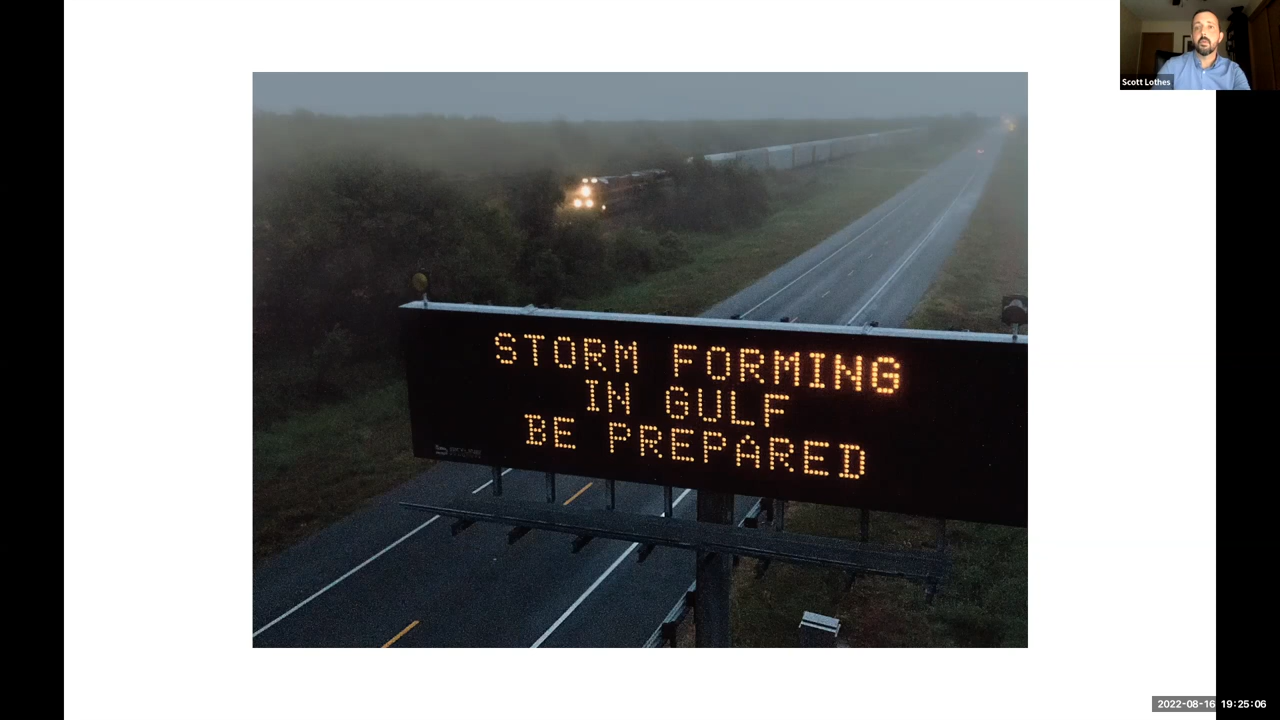 Scott Lothes
STORM FORMING
IN GULF
BE PREPARED
2022-08-16 19:25:06